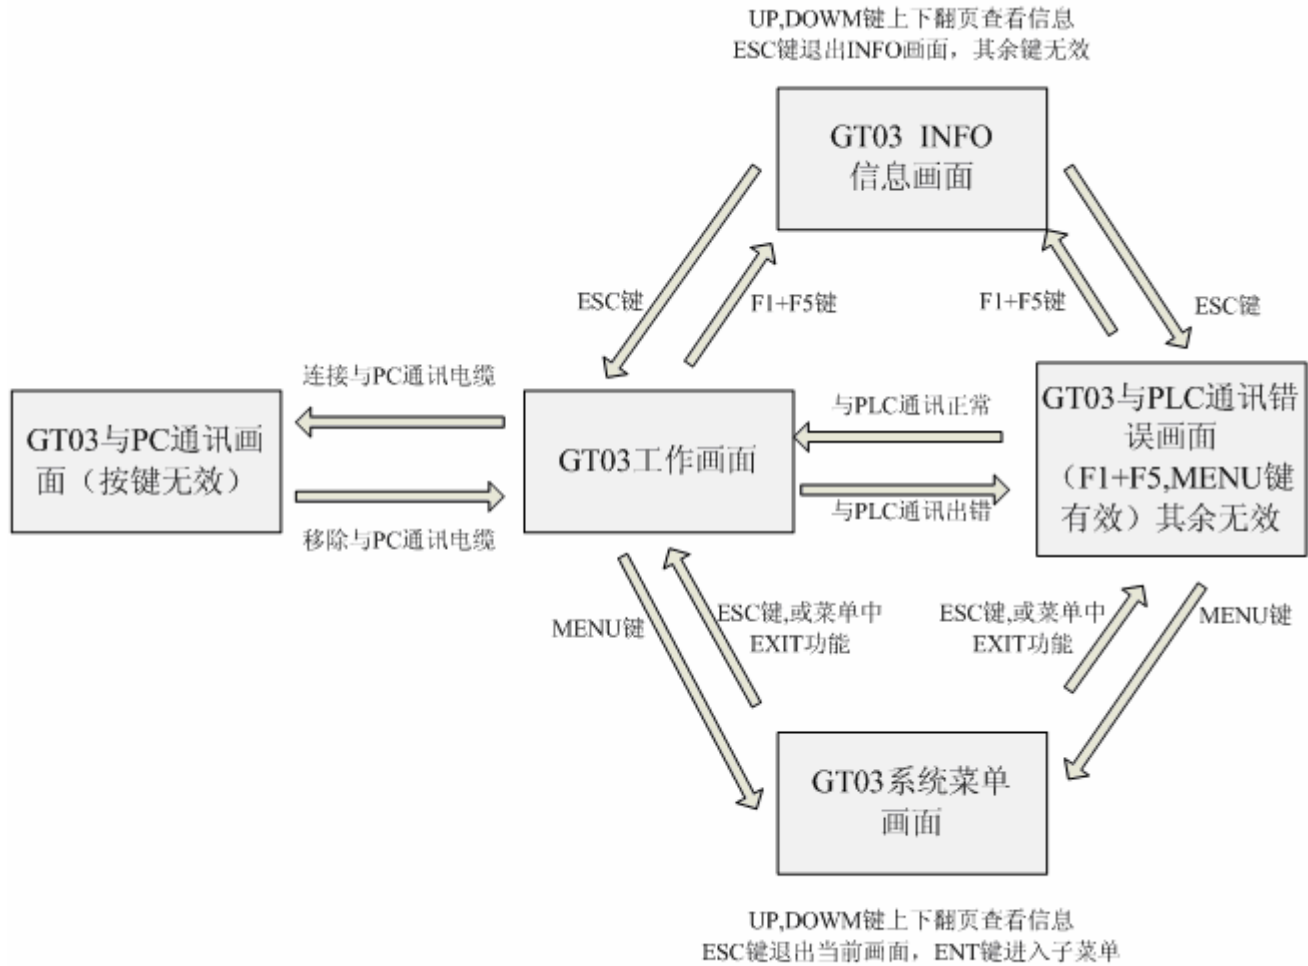 UP,DOWM键上下翻页查看信息
ESC键退出INFO画面，其余键无效
GT03 INFO
信息画面
ESC键
F1+F5键
F1+F5键
ESC键
连接与PC通讯电缆
GT03与PC通讯画
面（按键无效）
移除与PC通讯电缆
GT03工作画面
与PLC通讯正常
与PLC通讯出错
GT03与PLC通讯错
误画面
（F1+F5,MENU键
有效）其余无效
MENU键
ESC键,或菜单中
EXIT功能
ESC键,或菜单中
EXIT功能
MENU键
GT03系统菜单
画面
UP,DOWM键上下翻页查看信息
ESC键退出当前画面，ENT键进入子菜单